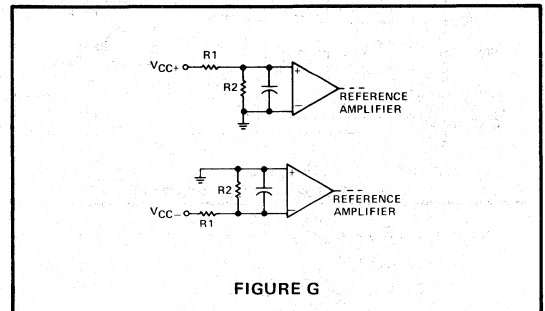 VCC+
R1
R2
+
−
REFERENCE
AMPLIFIER
R2
+
−
REFERENCE
AMPLIFIER
VCC−
R1
FIGURE G